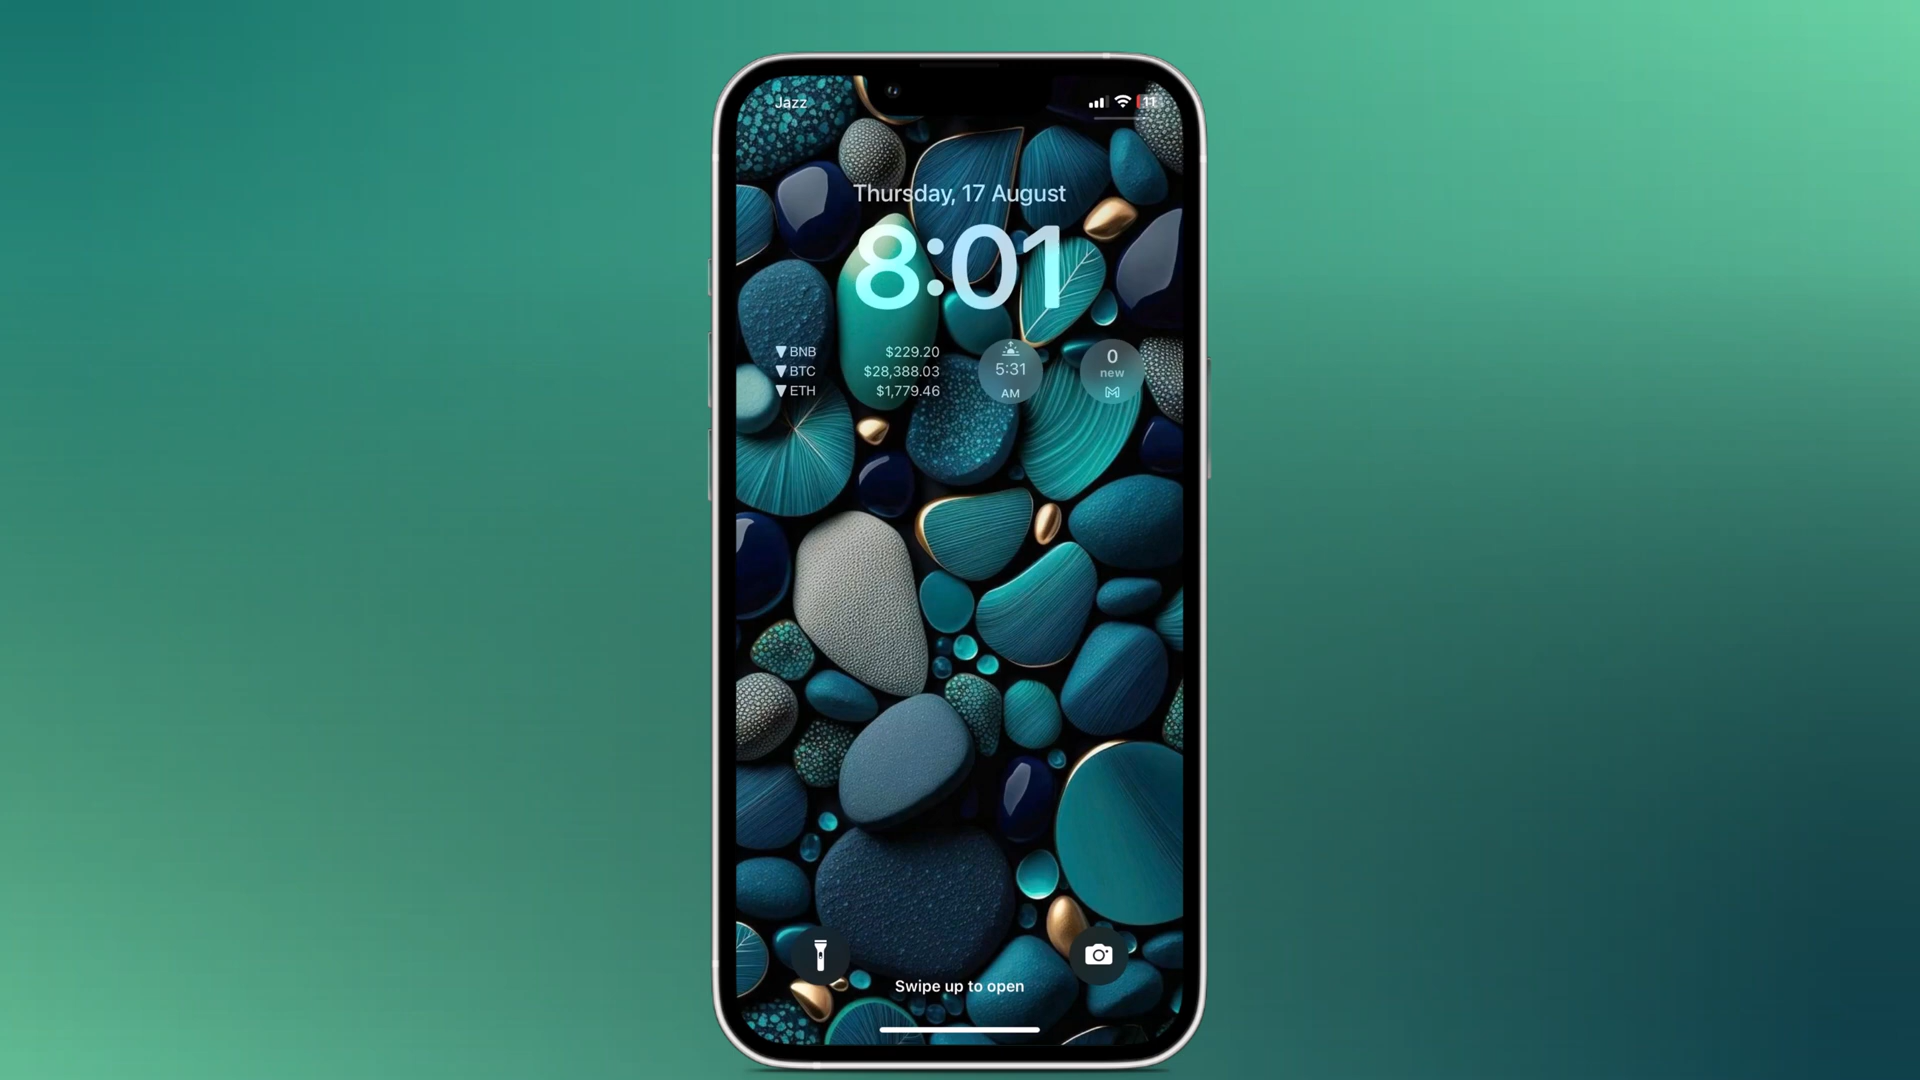 Jazz
11
Thursday, 17 August
8:01
BNB $229.20
BTC $28,388.03
ETH $1,779.46
5:31
AM
0
new
Swipe up to open